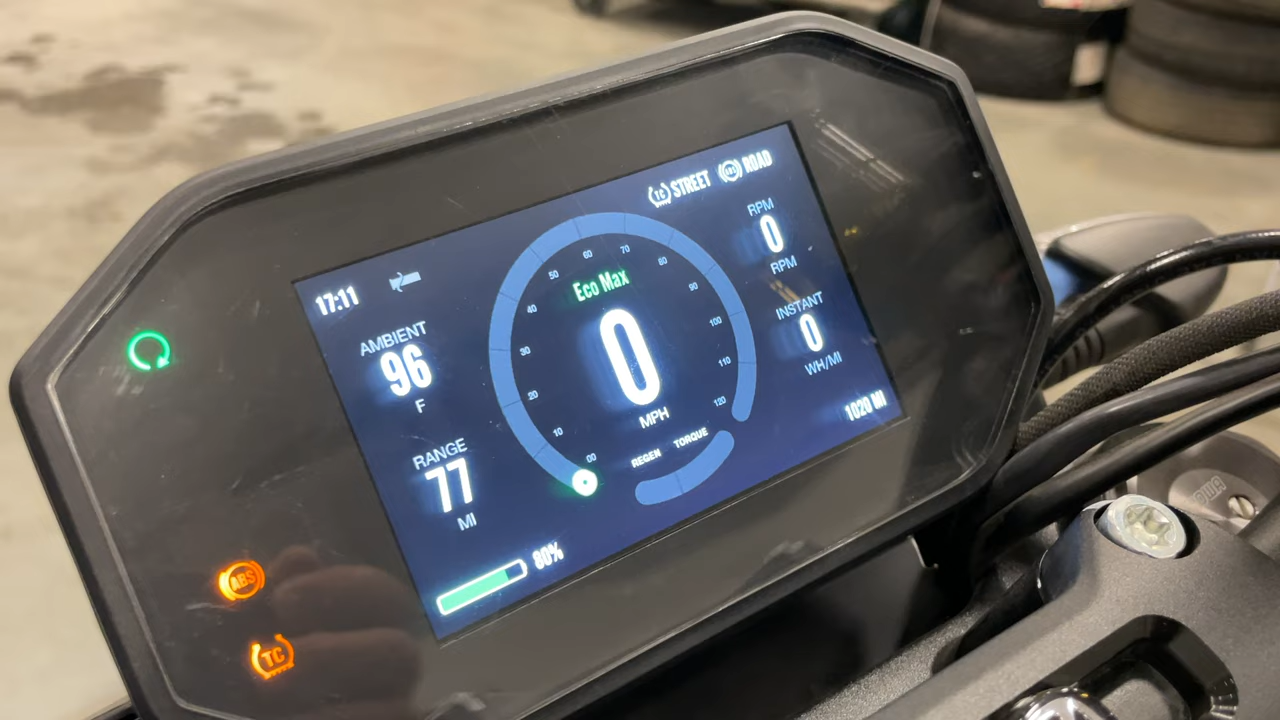 TC STREET ABS ROAD
17:11
AMBIENT
96
F
RANGE
77
MI
80%
Eco Max
0
MPH
00
10
20
30
40
50
60
70
80
90
100
110
120
REGEN TORQUE
RPM
0
RPM
INSTANT
0
WH/MI
1020 MI
ABS
TC